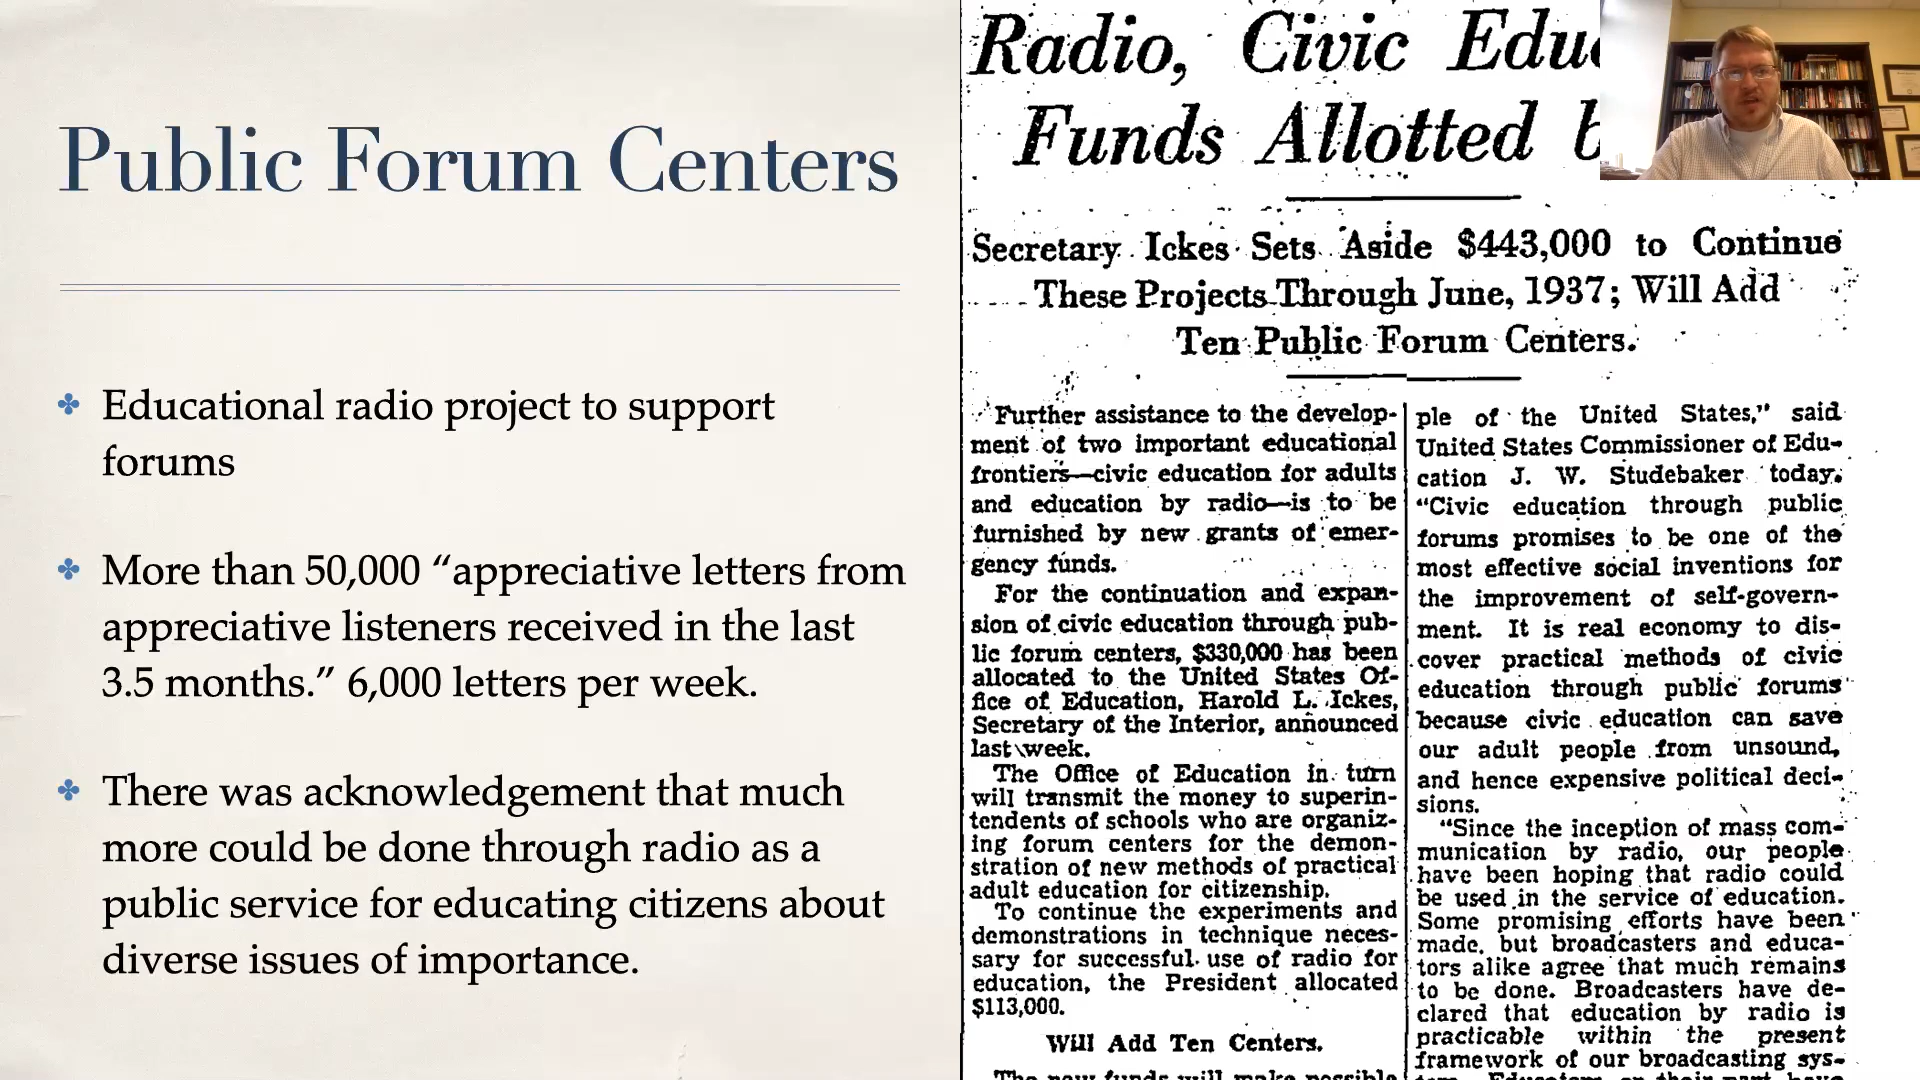 Public Forum Centers
Educational radio project to support
forums
More than 50,000 “appreciative letters from
appreciative listeners received in the last
3.5 months.” 6,000 letters per week.
There was acknowledgement that much
more could be done through radio as a
public service for educating citizens about
diverse issues of importance.
Radio, Civic
Funds Allotted
Secretary Ickes Sets Aside $443,000 to Continue
These Projects Through June, 1937; Will Add
Ten Public Forum Centers.
Further assistance to the develop-
ment of two important educational
frontiers—civic education for adults
and education by radio—is to be
furnished by new grants of emer-
gency funds.
For the continuation and expan-
sion of civic education through pub-
lic forum centers, $330,000 has been
allocated to the United States Of-
fice of Education, Harold L. Ickes,
Secretary of the Interior, announced
last week.
The Office of Education in turn
will transmit the money to superin-
tendents of schools who are organiz-
ing forum centers for the demon-
stration of new methods of practical
adult education for citizenship.
To continue the experiments and
demonstrations in technique neces-
sary for successful use of radio for
education, the President allocated
$113,000.
Will Add Ten Centers.
The new funds will make possible
ple of the United States,” said
United States Commissioner of Edu-
cation J. W. Studebaker today.
“Civic education through public
forums promises to be one of the
most effective social inventions for
the improvement of self-govern-
ment. It is real economy to dis-
cover practical methods of civic
education through public forums
because civic education can save
our adult people from unsound,
and hence expensive political deci-
sions.
“Since the inception of mass com-
munication by radio, our people
have been hoping that radio could
be used in the service of education.
Some promising efforts have been
made, but broadcasters and educa-
tors alike agree that much remains
to be done. Broadcasters have de-
clared that education by radio is
practicable within the present
framework of our broadcasting sys-